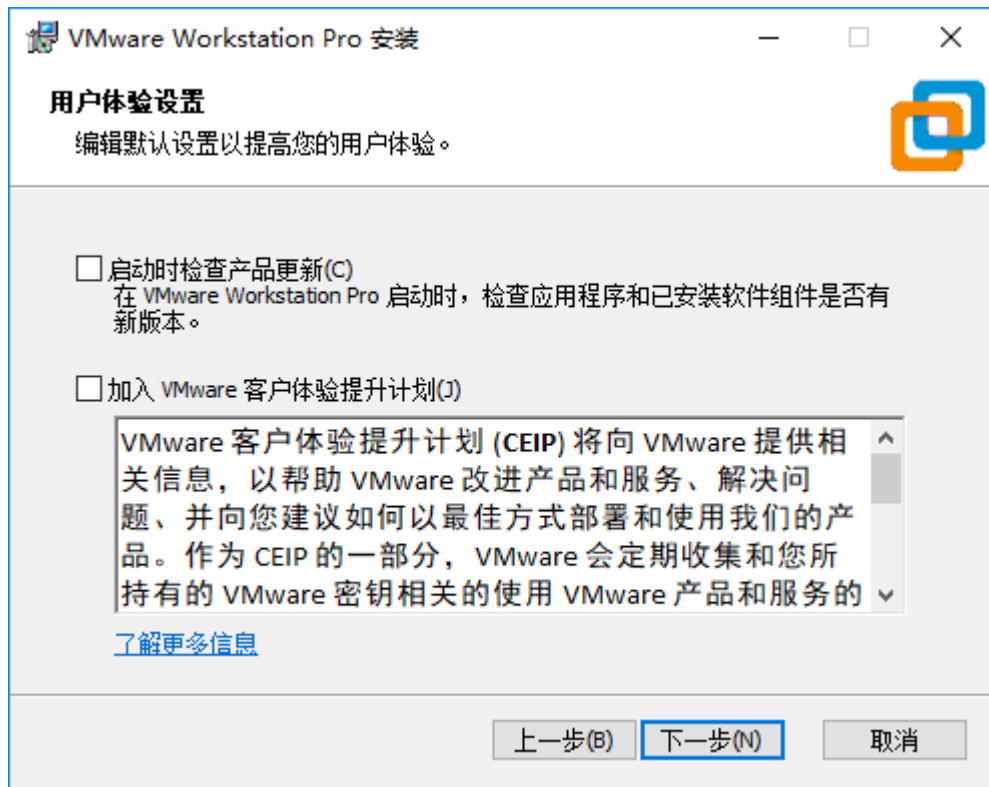 VMware Workstation Pro 安装
用户体验设置
编辑默认设置以提高您的用户体验。
启动时检查产品更新(C)
在 VMware Workstation Pro 启动时，检查应用程序和已安装软件组件是否有
新版本。
加入 VMware 客户体验提升计划(J)
VMware 客户体验提升计划 (CEIP) 将向 VMware 提供相
关信息，以帮助 VMware 改进产品和服务、解决问
题、并向您建议如何以最佳方式部署和使用我们的产
品。作为 CEIP 的一部分，VMware 会定期收集和您所
持有的 VMware 密钥相关的使用 VMware 产品和服务的
了解更多信息
上一步(B) 下一步(N) 取消